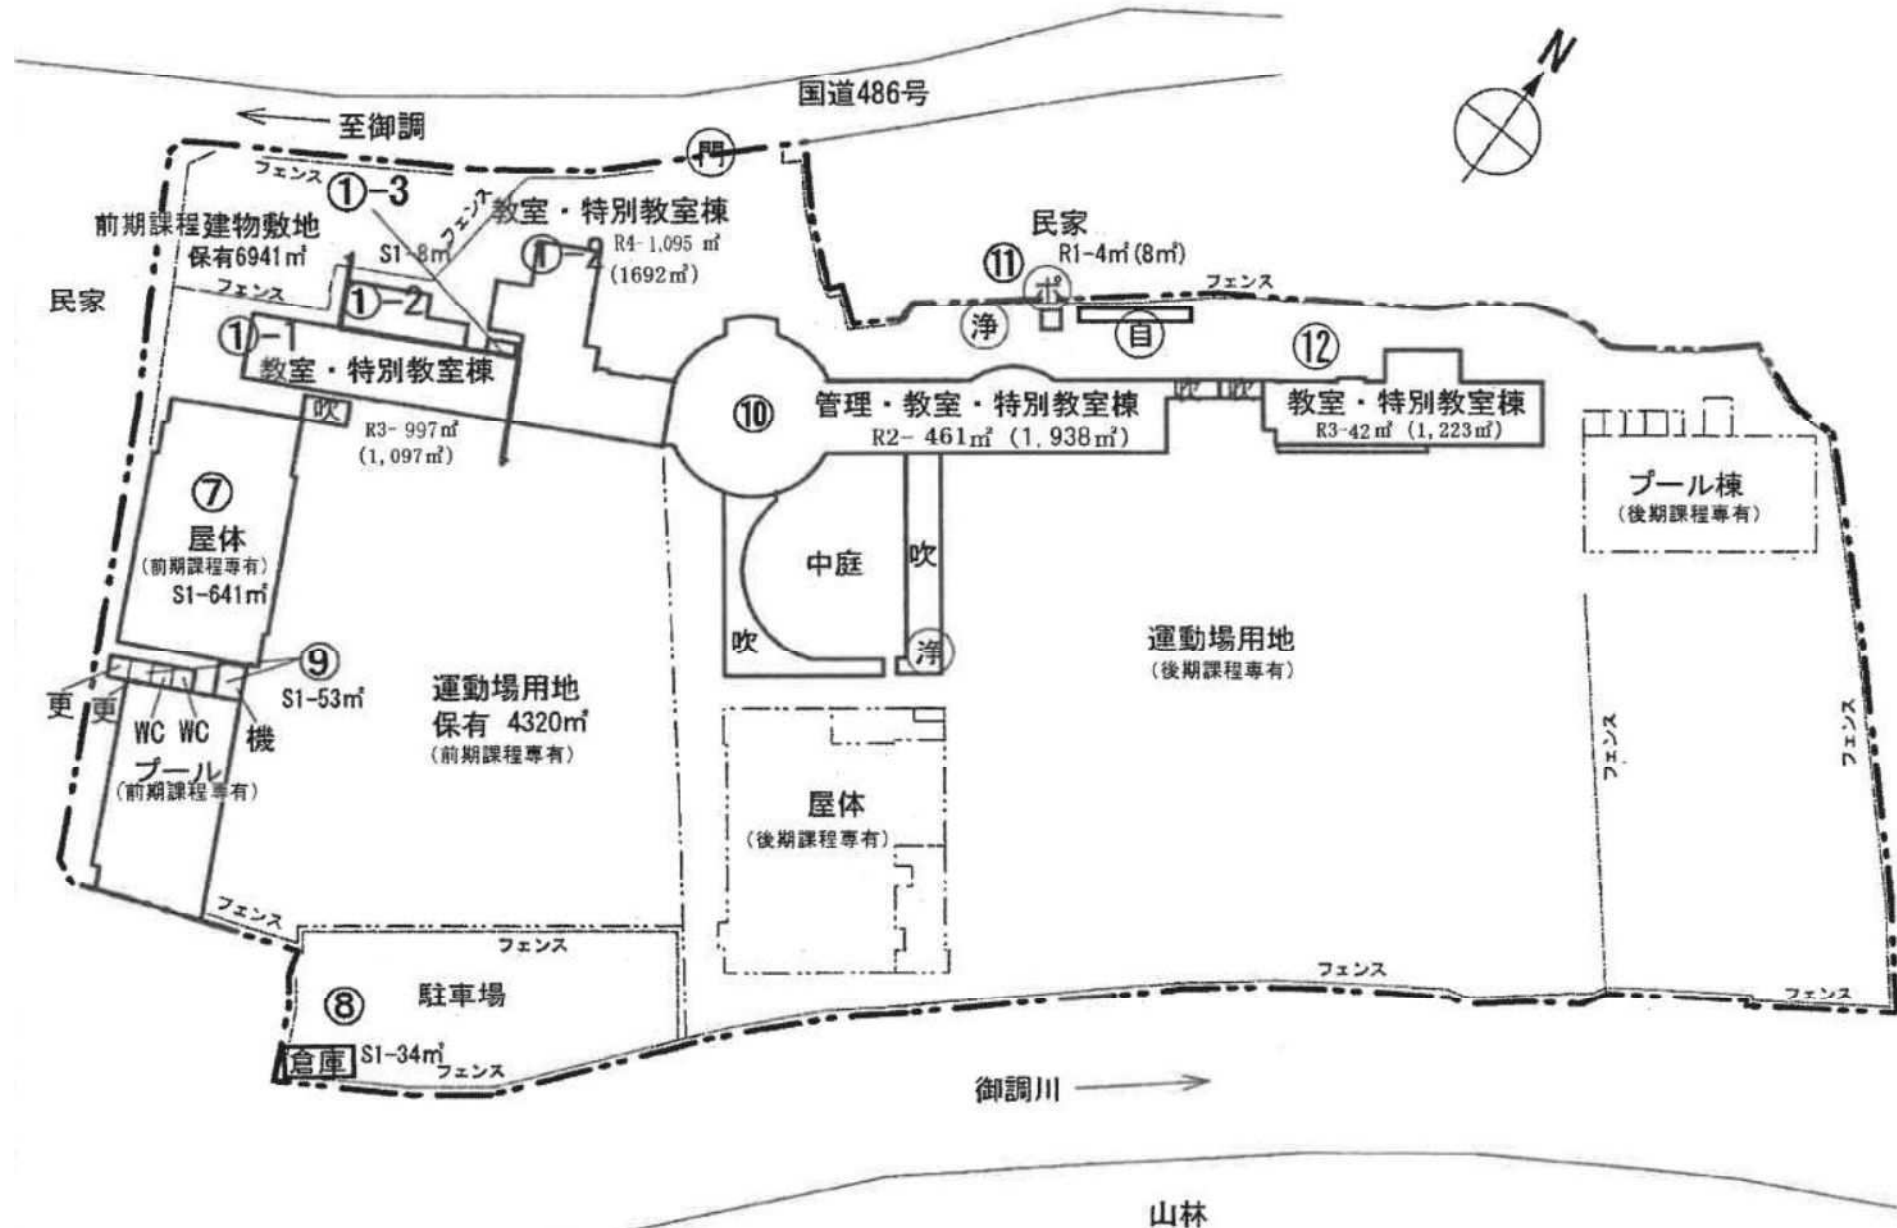 N
国道486号
至御調
門
フェンス
①-3
フェンス
教室・特別教室棟
R4-1,095 ㎡
(1692㎡)
①-2
前期課程建物敷地
保有6941㎡
S1-8㎡
フェンス
民家
①-2
①-1
教室・特別教室棟
吹
R3-997㎡
(1,097㎡)
民家
⑪
R1-4㎡(8㎡)
ポ
フェンス
浄
自
⑫
⑩
管理・教室・特別教室棟
R2-461㎡(1,938㎡)
吹
吹
教室・特別教室棟
R3-42㎡(1,223㎡)
プール棟
(後期課程専有)
⑦
屋体
(前期課程専有)
S1-641㎡
中庭
吹
吹
浄
運動場用地
(後期課程専有)
⑨
S1-53㎡
更
更
WC
WC
機
プール
(前期課程専有)
運動場用地
保有 4320㎡
(前期課程専有)
屋体
(後期課程専有)
フェンス
フェンス
フェンス
フェンス
フェンス
フェンス
⑧
駐車場
倉庫
S1-34㎡
フェンス
御調川
山林